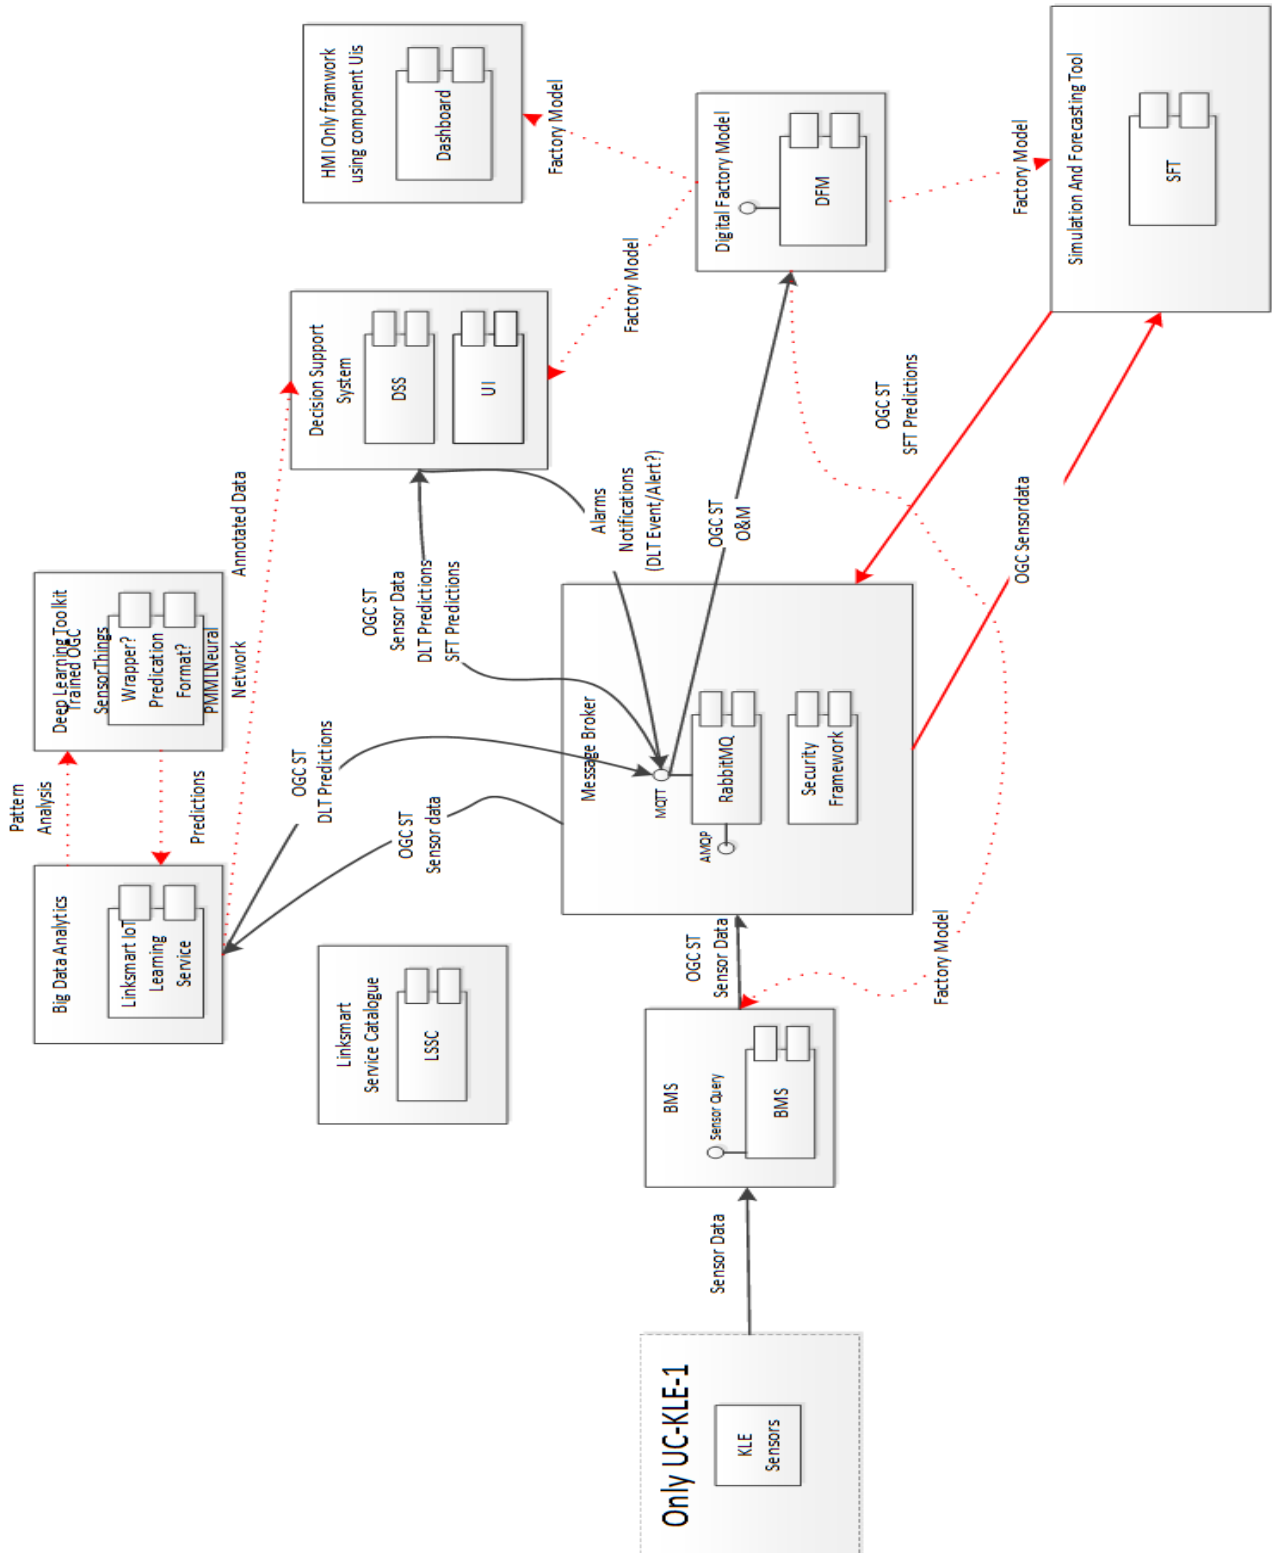 HMI Only framwork
using component Uis
Dashboard
Factory Model
Digital Factory Model
DFM
Factory Model
Simulation And Forecasting Tool
SFT
Decision Support
System
DSS
UI
Factory Model
OGC ST
SFT Predictions
OGC Sensordata
Annotated Data
Deep Learning Toolkit
Trained OGC
SensorThings
Wrapper?
Predication
Format?
PMMLNeural
Network
Pattern
Analysis
Predictions
OGC ST
Sensor Data
DLT Predictions
SFT Predictions
Alarms
Notifications
(DLT Event/Alert?)
OGC ST
O&M
Message Broker
MQTT
RabbitMQ
AMQP
Security
Framework
OGC ST
DLT Predictions
OGC ST
Sensor data
Big Data Analytics
Linksmart IoT
Learning
Service
Linksmart
Service Catalogue
LSSC
OGC ST
Sensor Data
Factory Model
BMS
Sensor Query
BMS
Sensor Data
Only UC-KLE-1
KLE
Sensors